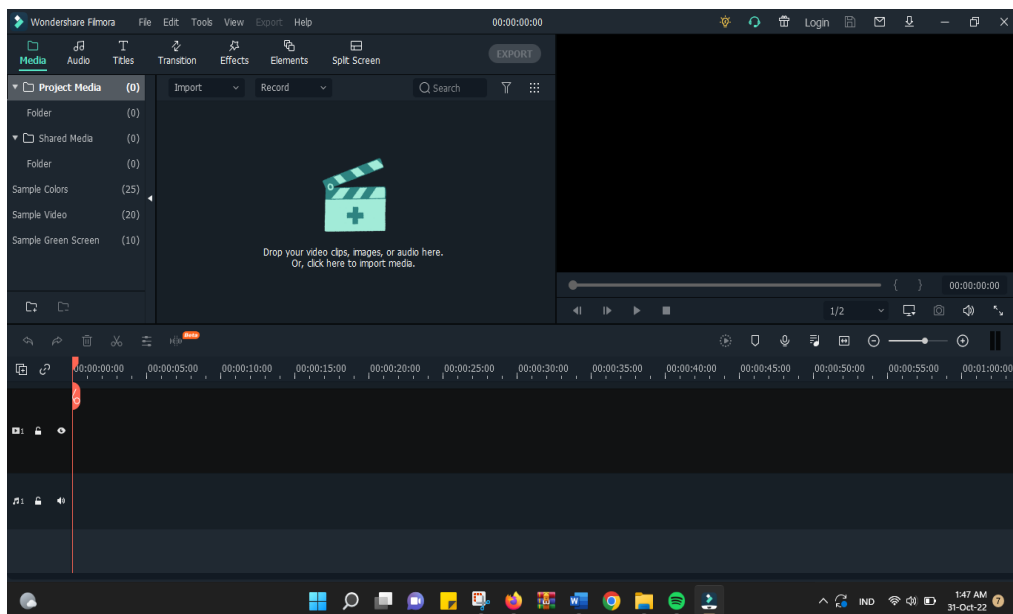 Wondershare Filmora File Edit Tools View Export Help 00:00:00:00 Login
Media Audio Titles Transition Effects Elements Split Screen EXPORT
Project Media (0) Import Record Search
Folder (0)
Shared Media (0)
Folder (0)
Sample Colors (25)
Sample Video (20)
Sample Green Screen (10)
Drop your video clips, images, or audio here.
Or, click here to import media.
{ } 00:00:00:00
1/2
Beta
00:00:00:00 00:00:05:00 00:00:10:00 00:00:15:00 00:00:20:00 00:00:25:00 00:00:30:00 00:00:35:00 00:00:40:00 00:00:45:00 00:00:50:00 00:00:55:00 00:01:00:00
1
1
IND 1:47 AM 7
31-Oct-22